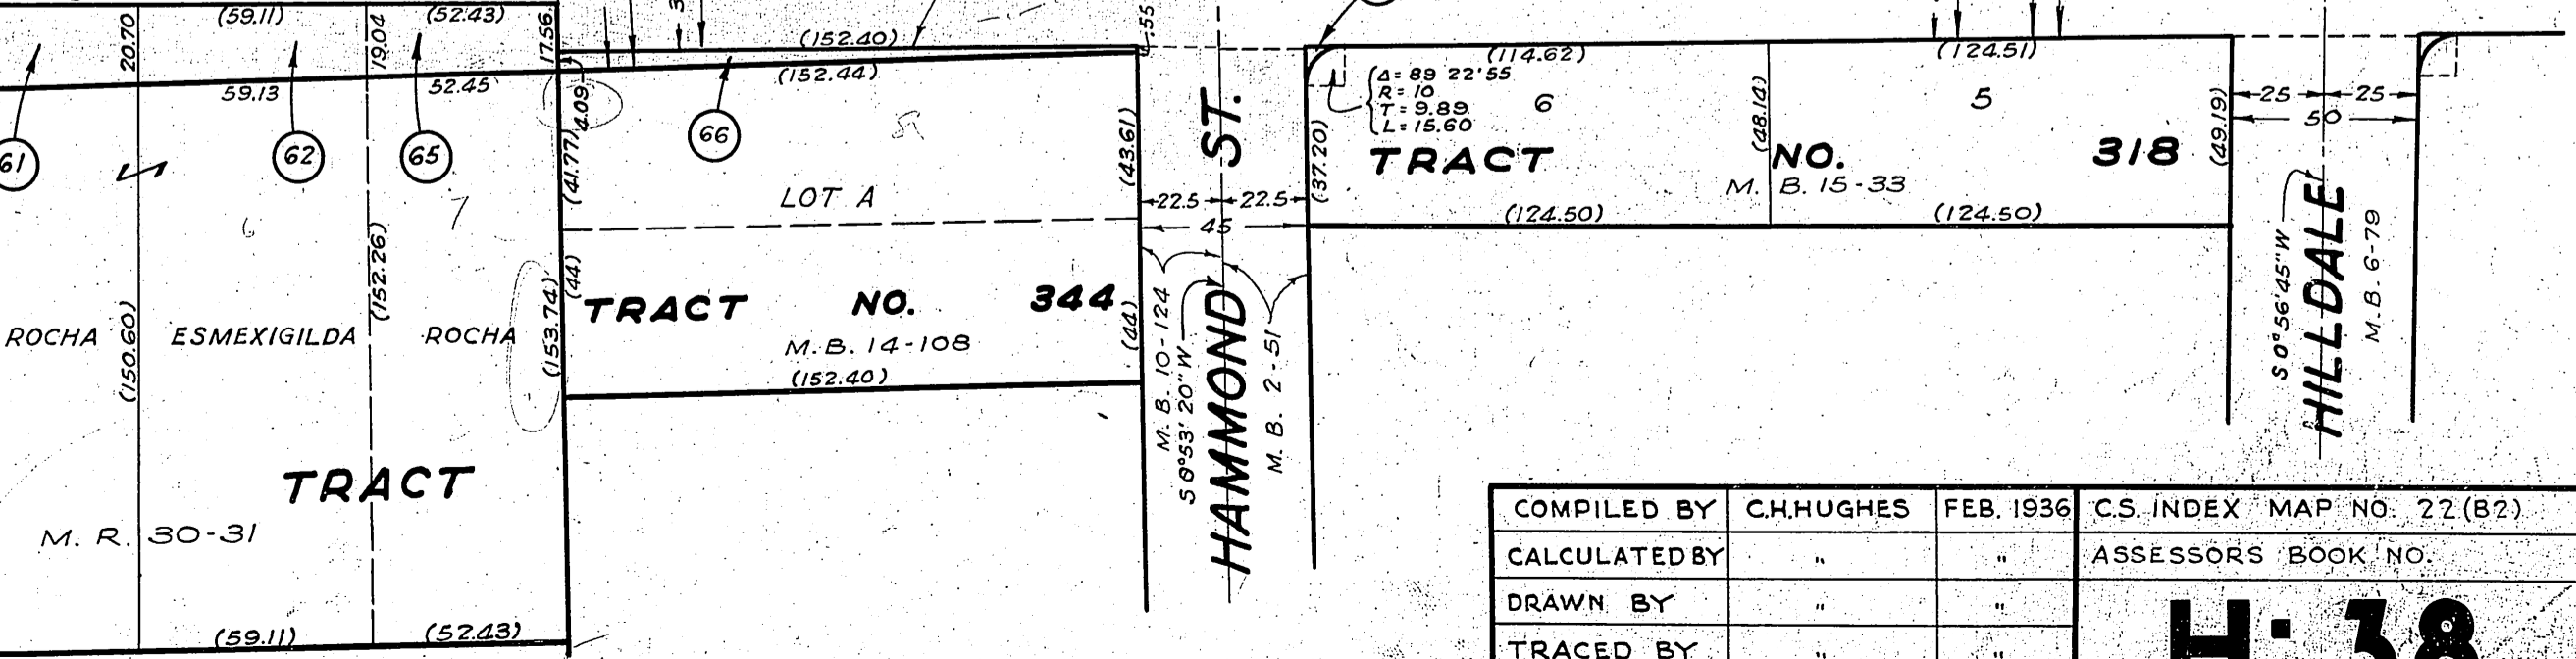 (59.11)
(52.43)
20.70
19.04
17.56
59.13
52.45
61
62
65
6
7
(150.60)
(152.26)
(153.74)
ROCHA
ESMEXIGILDA
ROCHA
TRACT
M. R. 30-31
(59.11)
(52.43)
(152.40)
(152.44)
4.09
(41.77)
66
(43.61)
LOT A
(44)
(44)
TRACT NO. 344
M. B. 14-108
(152.40)
.55
HAMMOND ST.
22.5
22.5
45
M. B. 10-124
S 0°53'20"W
M. B. 2-51
(114.62)
(124.51)
Δ= 89 22'55
R= 10
T= 9.89
L= 15.60
6
5
(37.20)
(48.14)
(49.19)
TRACT NO. 318
M. B. 15-33
(124.50)
(124.50)
25
25
50
HILLDALE
S 0°56'45"W
M.B. 6-79
COMPILED BY C.H.HUGHES FEB. 1936
CALCULATED BY " "
DRAWN BY " "
TRACED BY " "
C.S. INDEX MAP NO. 22 (B2)
ASSESSORS BOOK NO.
H-38